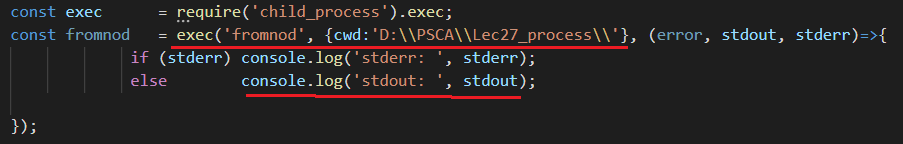 const exec = require('child_process').exec;
const fromnod = exec('fromnod', {cwd:'D:\\PSCA\\Lec27_process\\'}, (error, stdout, stderr)=>{
if (stderr) console.log('stderr: ', stderr);
else console.log('stdout: ', stdout);
});